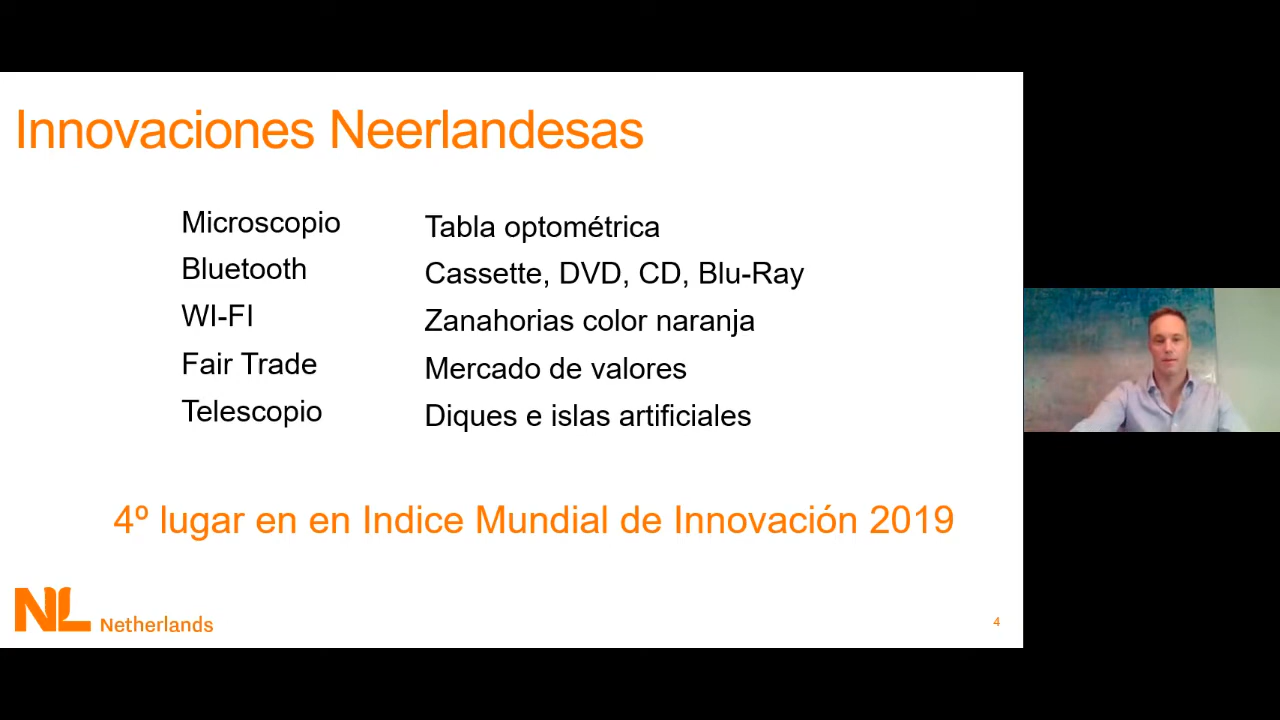 Innovaciones Neerlandesas
Microscopio
Bluetooth
WI-FI
Fair Trade
Telescopio
Tabla optométrica
Cassette, DVD, CD, Blu-Ray
Zanahorias color naranja
Mercado de valores
Diques e islas artificiales
4º lugar en en Indice Mundial de Innovación 2019
NL Netherlands
4